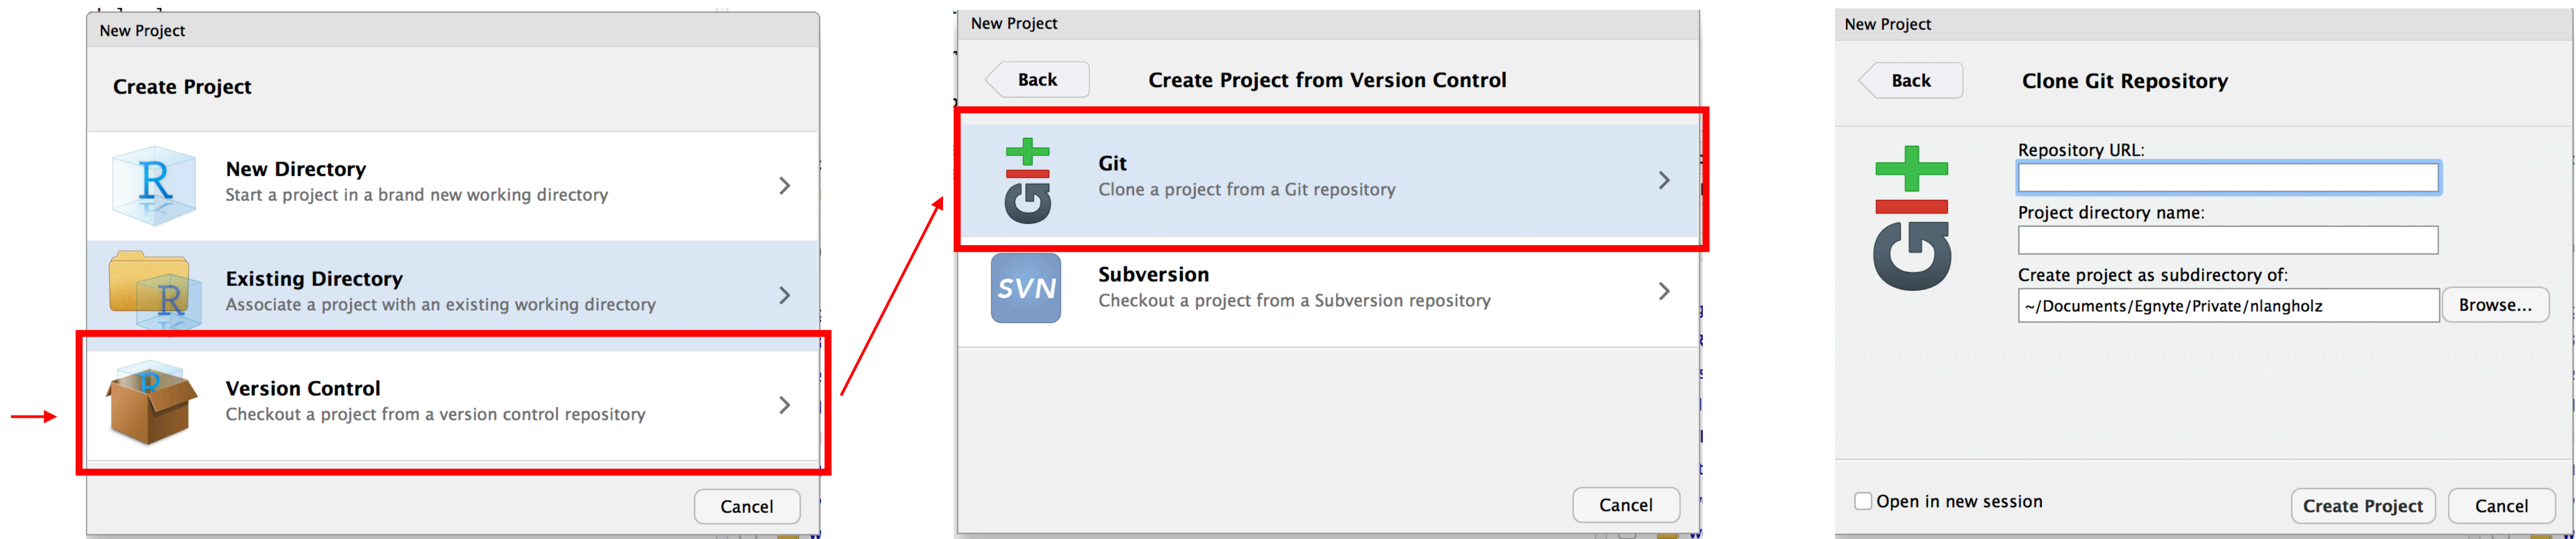 New Project
Create Project
New Directory
Start a project in a brand new working directory
Existing Directory
Associate a project with an existing working directory
Version Control
Checkout a project from a version control repository
Cancel
New Project
Back
Create Project from Version Control
Git
Clone a project from a Git repository
SVN
Subversion
Checkout a project from a Subversion repository
Cancel
New Project
Back
Clone Git Repository
Git
Repository URL:
Project directory name:
Create project as subdirectory of:
~/Documents/Egnyte/Private/nlangholz
Browse...
Open in new session
Create Project
Cancel